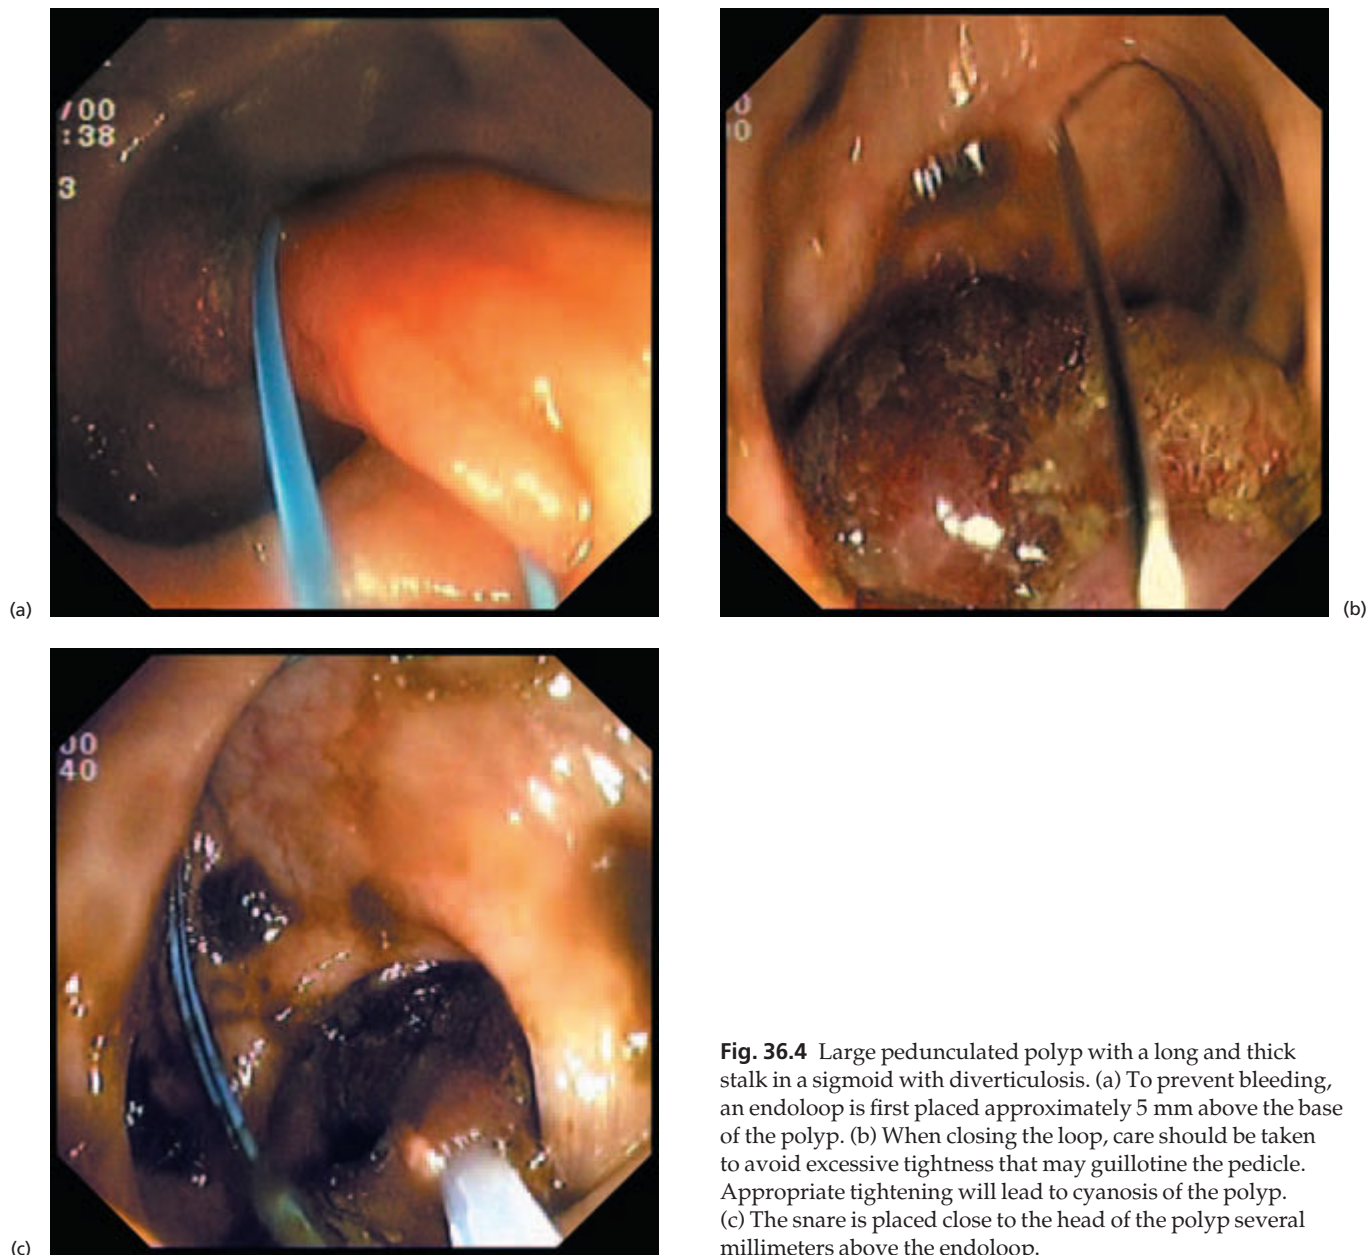 /00
:38
3
(a)
0
10
(b)
00
40
(c)
Fig. 36.4 Large pedunculated polyp with a long and thick
stalk in a sigmoid with diverticulosis. (a) To prevent bleeding,
an endoloop is first placed approximately 5 mm above the base
of the polyp. (b) When closing the loop, care should be taken
to avoid excessive tightness that may guillotine the pedicle.
Appropriate tightening will lead to cyanosis of the polyp.
(c) The snare is placed close to the head of the polyp several
millimeters above the endoloop.